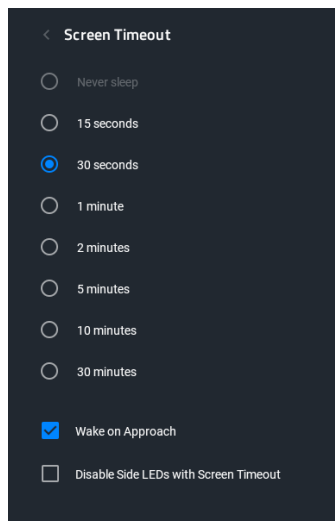 Screen Timeout
Never sleep
15 seconds
30 seconds
1 minute
2 minutes
5 minutes
10 minutes
30 minutes
Wake on Approach
Disable Side LEDs with Screen Timeout